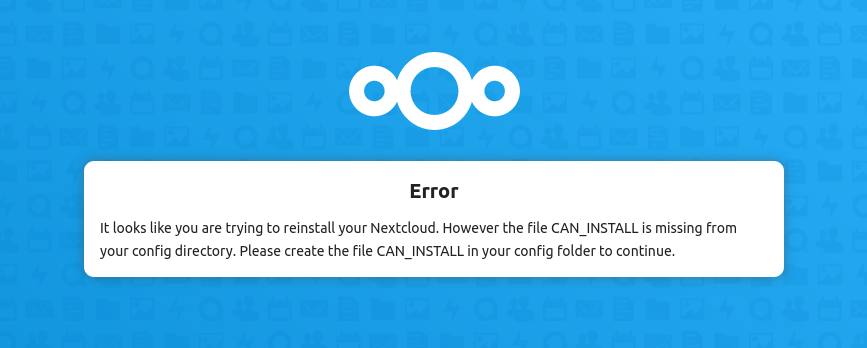 Error
It looks like you are trying to reinstall your Nextcloud. However the file CAN_INSTALL is missing from
your config directory. Please create the file CAN_INSTALL in your config folder to continue.